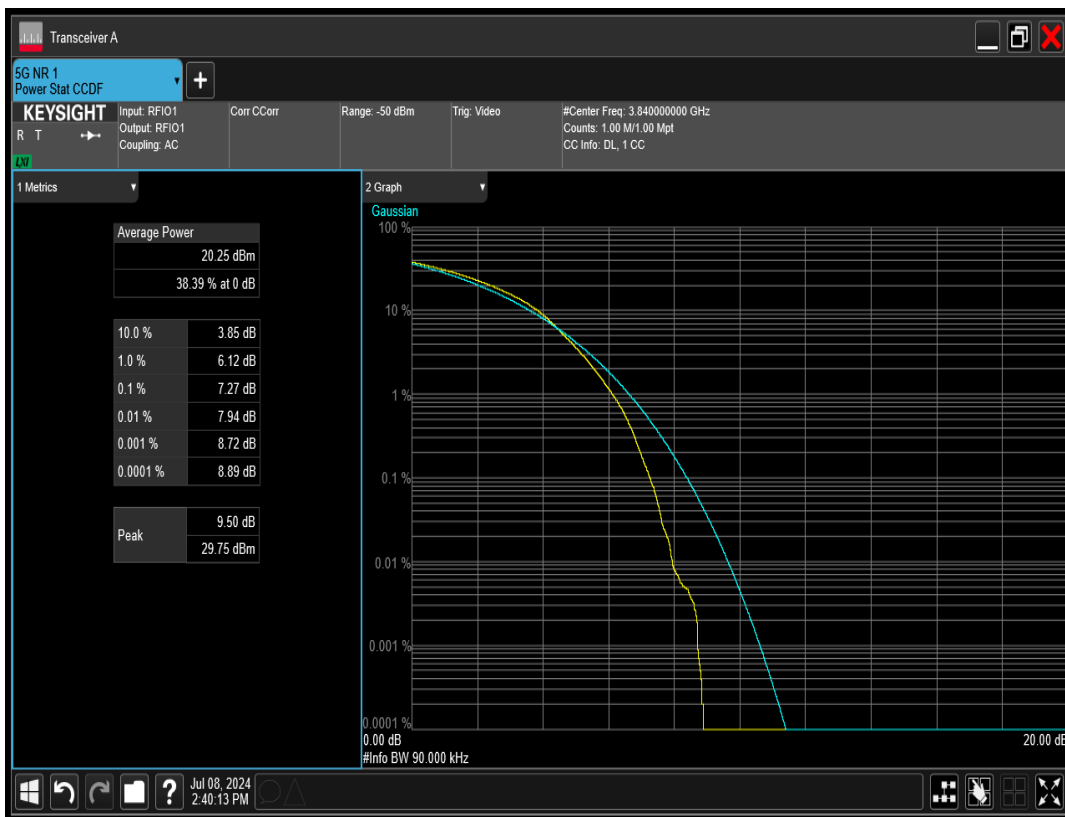 Transceiver A
5G NR 1
Power Stat CCDF
+
KEYSIGHT
R T
LXI
Input: RFIO1
Output: RFIO1
Coupling: AC
Corr CCorr
Range: -50 dBm
Trig: Video
#Center Freq: 3.840000000 GHz
Counts: 1.00 M/1.00 Mpt
CC Info: DL, 1 CC
1 Metrics
Average Power
20.25 dBm
38.39 % at 0 dB
10.0 % 3.85 dB
1.0 % 6.12 dB
0.1 % 7.27 dB
0.01 % 7.94 dB
0.001 % 8.72 dB
0.0001 % 8.89 dB
Peak 9.50 dB
29.75 dBm
2 Graph
Gaussian
100 %
10 %
1 %
0.1 %
0.01 %
0.001 %
0.0001 %
0.00 dB 20.00 dB
#Info BW 90.000 kHz
?
Jul 08, 2024
2:40:13 PM